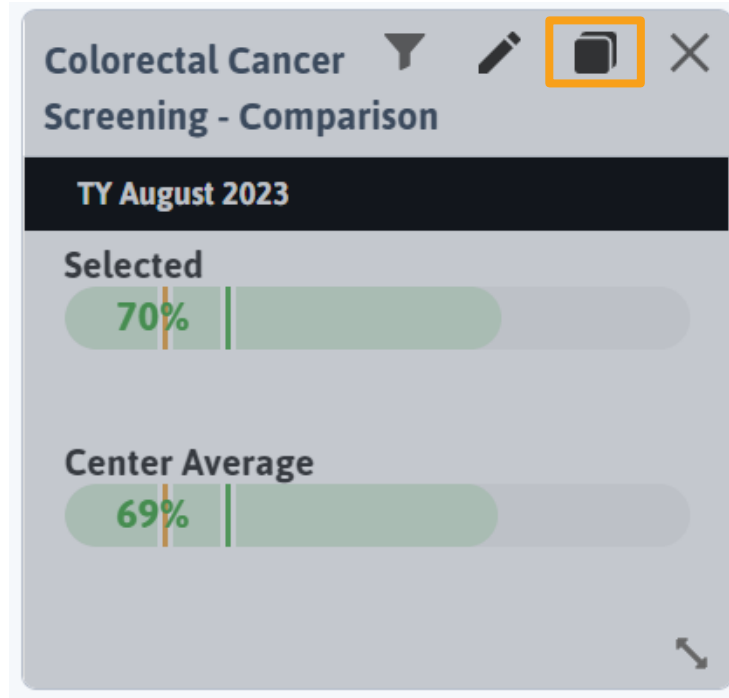 Colorectal Cancer
Screening - Comparison
TY August 2023
Selected
70%
Center Average
69%